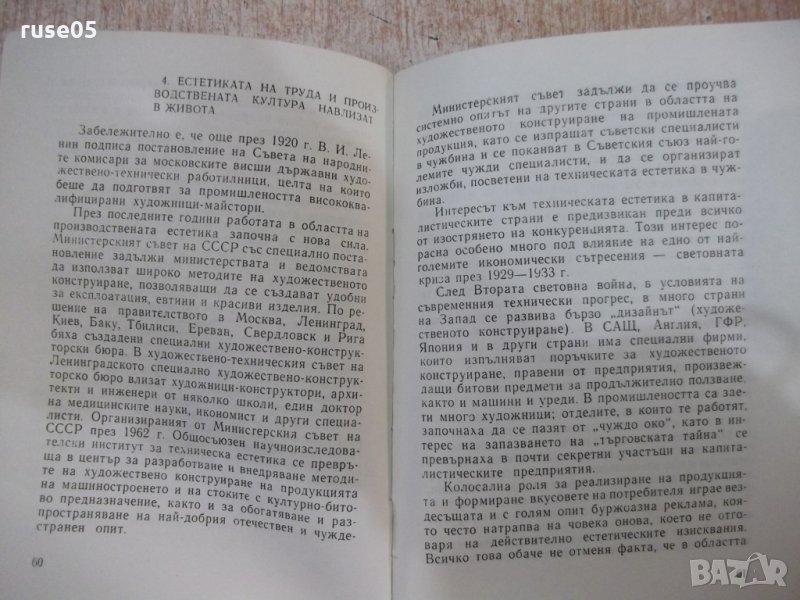 ruse05
4. ЕСТЕТИКАТА НА ТРУДА И ПРОИЗ-
ВОДСТВЕНАТА КУЛТУРА НАВЛИЗАТ
В ЖИВОТА
Забележително е, че още през 1920 г. В. И. Ле-
нин подписа постановление на Съвета на народни-
те комисари за московските висши държавни худо-
жествено-технически работилници, целта на които
беше да подготвят за промишлеността висококва-
лифицирани художници-майстори.
През последните години работата в областта на
производствената естетика започна с нова сила.
Министерският съвет на СССР със специално поста-
новление задължи министерствата и ведомствата
да използват широко методите на художественото
конструиране, позволяващи да се създават удобни
за експлоатация, евтини и красиви изделия. По ре-
шение на правителството в Москва, Ленинград,
Киев, Баку, Тбилиси, Ереван, Свердловск и Рига
бяха създадени специални художествено-конструк-
торски бюра. В художествено-техническия съвет на
Ленинградското специално художествено-конструк-
торско бюро влизат художници-конструктори, архи-
текти и инженери от няколко школи, един доктор
на медицинските науки, икономист и други специа-
листи. Организираният от Министерския съвет на
СССР през 1962 г. Общосъюзен научноизследова-
телски институт за техническа естетика се превръ-
ща в център за разработване и внедряване методи-
те на художествено конструиране на продукцията
на машиностроенето и на стоките с културно-бито-
во предназначение, както и за обогатяване и раз-
пространяване на най-добрия отечествен и чужде-
странен опит.
60
Министерският съвет задължи да се проучва
системно опитът на другите страни в областта на
художественото конструиране на промишлената
продукция, като се изпращат съветски специалисти
в чужбина и се поканват в Съветския съюз най-го-
лемите чужди специалисти, и да се организират
изложби, посветени на техническата естетика в чуж-
бина.
Интересът към техническата естетика в капита-
листическите страни е предизвикан преди всичко
от изострянето на конкуренцията. Този интерес по-
расна особено много под влияние на едно от най-
големите икономически сътресения — световната
криза през 1929—1933 г.
След Втората световна война, в условията на
съвременния технически прогрес, в много страни
на Запад се развива бързо „дизайнът“ (художе-
ственото конструиране). В САЩ, Англия, ГФР,
Япония и в други страни има специални фирми,
които изпълняват поръчките за художественото
конструиране, правени от предприятия, произвеж-
дащи битови предмети за продължително ползване,
както и машини и уреди. В промишлеността са зае-
ти много художници; отделите, в които те работят,
започнаха да се пазят от „чуждо око“, като в ин-
терес на запазването на „търговската тайна“ се
превърнаха в почти секретни участъци на капита-
листическите предприятия.
Колосална роля за реализиране на продукция-
та и формиране вкусовете на потребителя играе вез-
десъщата и с голям опит буржоазна реклама, коя-
то често натрапва на човека онова, което не отго-
варя на действително естетическите изисквания.
Всичко това обаче не отменя факта, че в областта
BAZAR